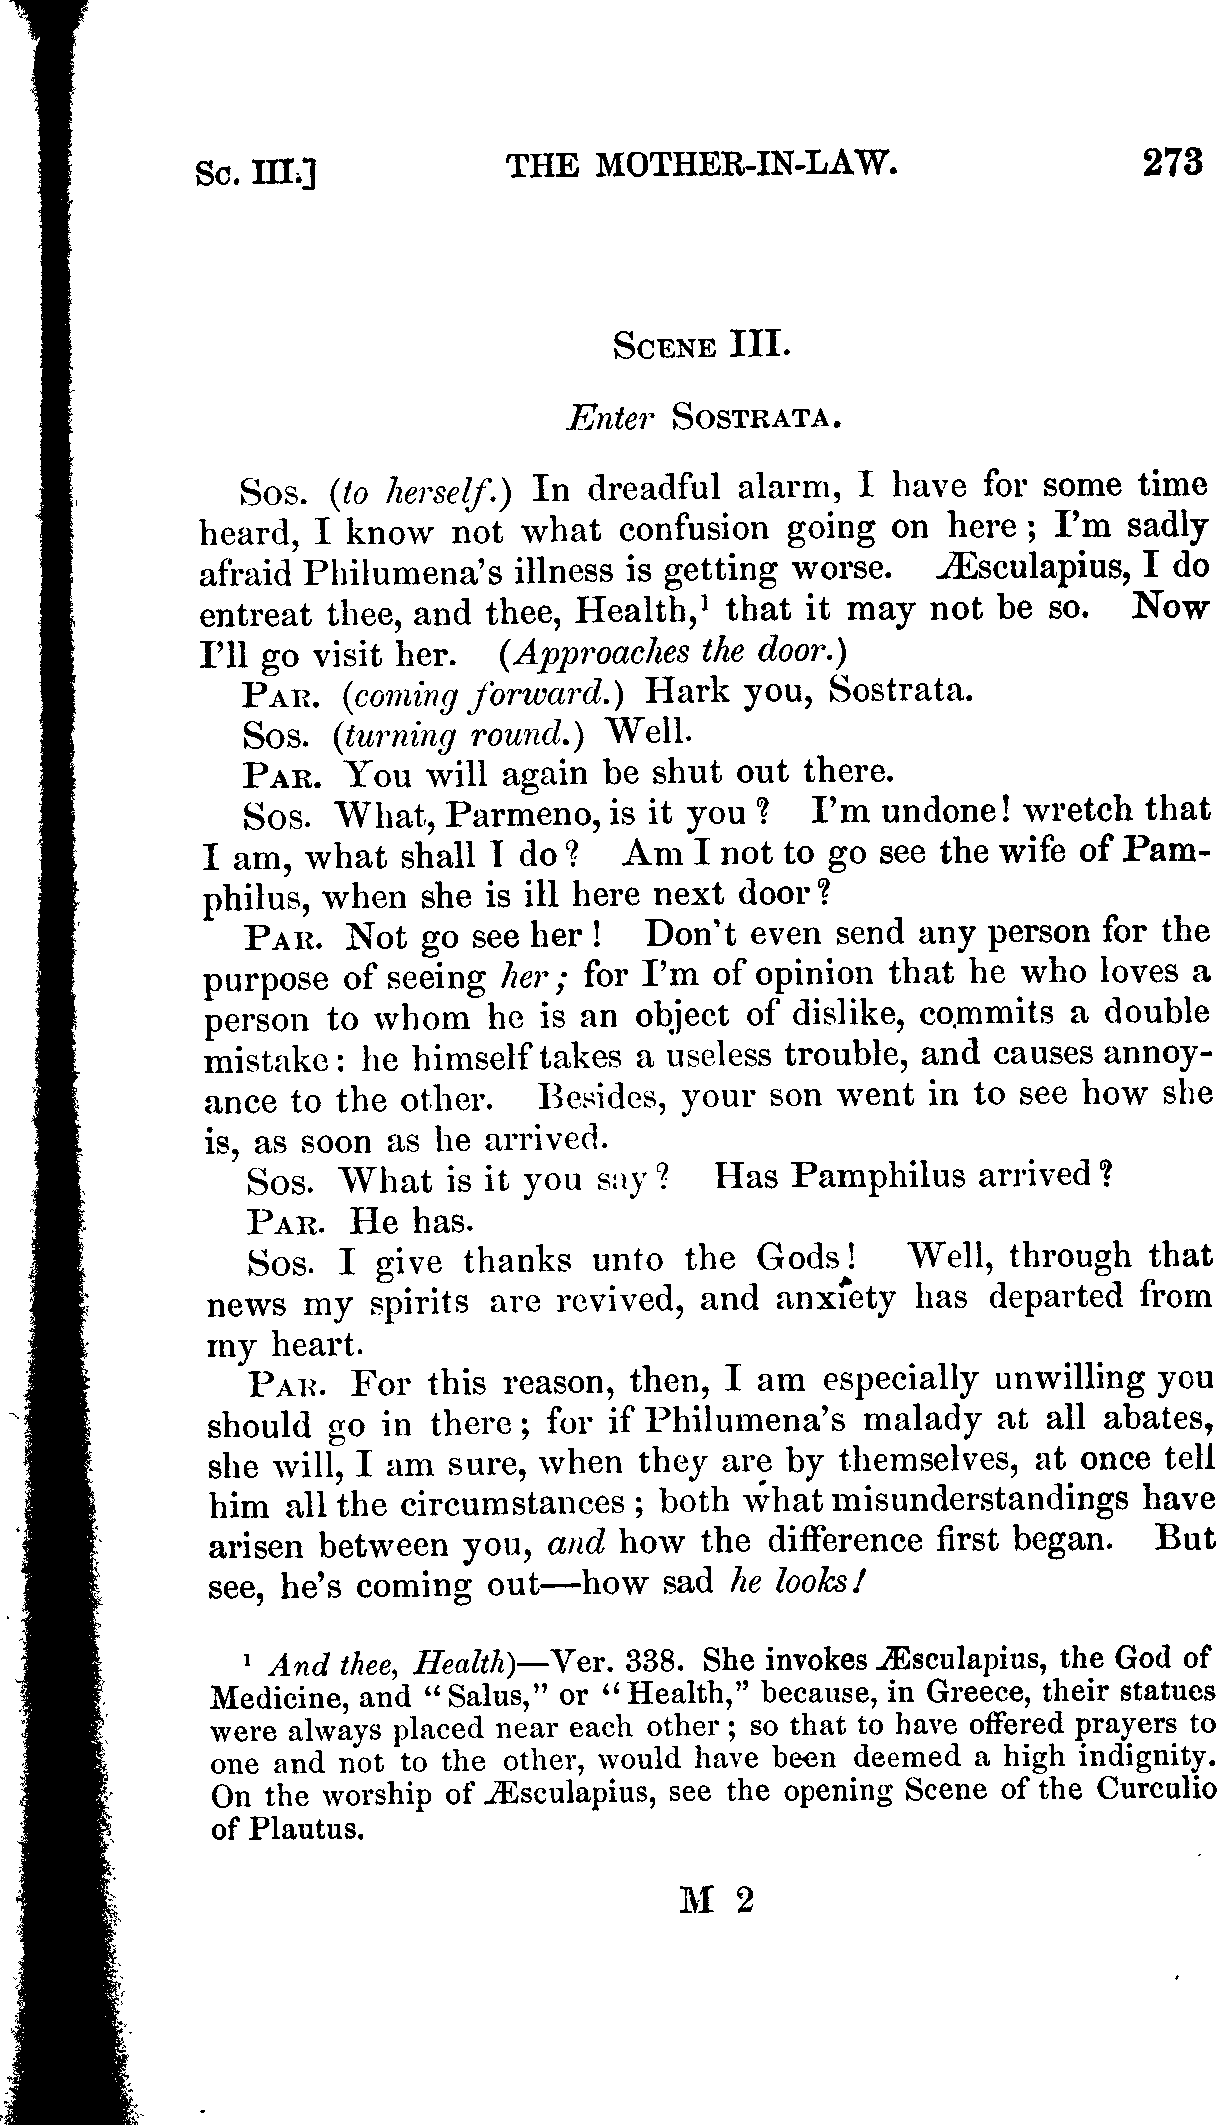 Sc. III.] THE MOTHER-IN-LAW. 273
Scene III.
Enter Sostrata.
Sos. (to herself.) In dreadful alarm, I have for some time
heard, I know not what confusion going on here; I'm sadly
afraid Philumena's illness is getting worse. Æsculapius, I do
entreat thee, and thee, Health,¹ that it may not be so. Now
I'll go visit her. (Approaches the door.)
Par. (coming forward.) Hark you, Sostrata.
Sos. (turning round.) Well.
Par. You will again be shut out there.
Sos. What, Parmeno, is it you? I'm undone! wretch that
I am, what shall I do? Am I not to go see the wife of Pam-
philus, when she is ill here next door?
Par. Not go see her! Don't even send any person for the
purpose of seeing her; for I'm of opinion that he who loves a
person to whom he is an object of dislike, commits a double
mistake: he himself takes a useless trouble, and causes annoy-
ance to the other. Besides, your son went in to see how she
is, as soon as he arrived.
Sos. What is it you say? Has Pamphilus arrived?
Par. He has.
Sos. I give thanks unto the Gods! Well, through that
news my spirits are revived, and anxiety has departed from
my heart.
Par. For this reason, then, I am especially unwilling you
should go in there; for if Philumena's malady at all abates,
she will, I am sure, when they are by themselves, at once tell
him all the circumstances; both what misunderstandings have
arisen between you, and how the difference first began. But
see, he's coming out—how sad he looks!
¹ And thee, Health)—Ver. 338. She invokes Æsculapius, the God of
Medicine, and "Salus," or "Health," because, in Greece, their statues
were always placed near each other; so that to have offered prayers to
one and not to the other, would have been deemed a high indignity.
On the worship of Æsculapius, see the opening Scene of the Curculio
of Plautus.
M 2